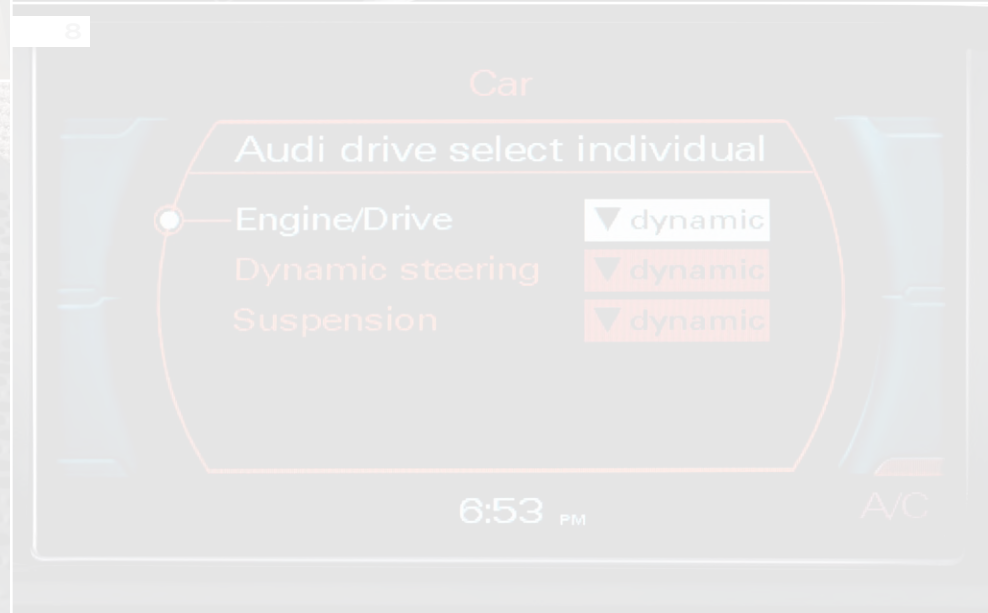 8
Car
Audi drive select individual
Engine/Drive ▼ dynamic
Dynamic steering ▼ dynamic
Suspension ▼ dynamic
6:53 PM
A/C